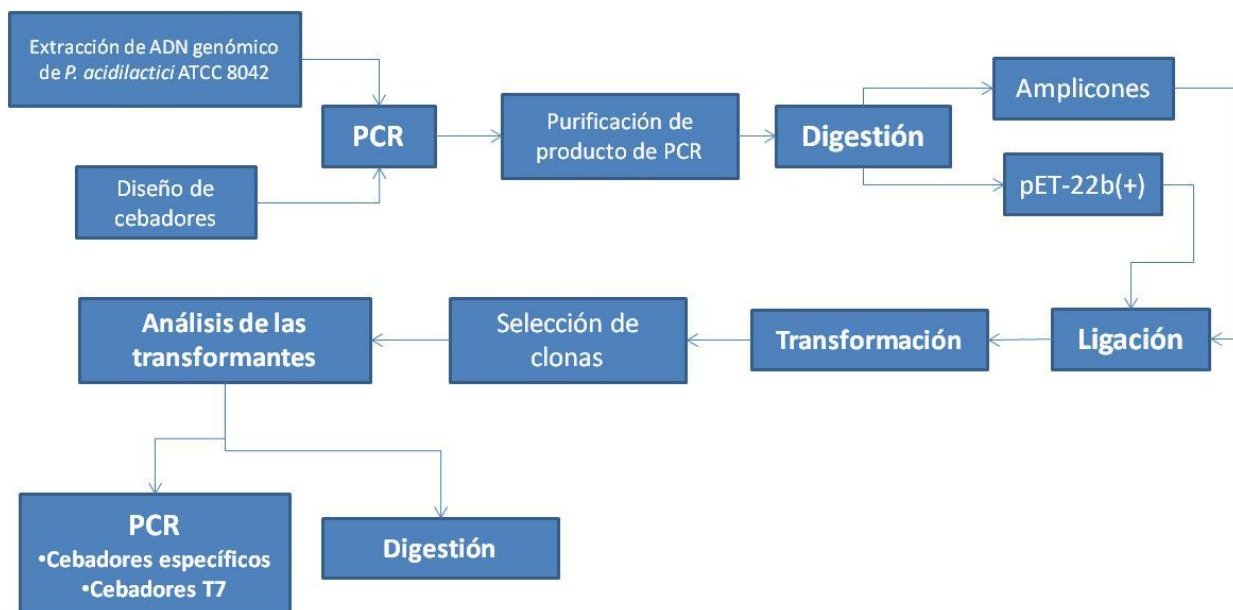 Extracción de ADN genómico
de P. acidilactici ATCC 8042
PCR
Diseño de
cebadores
Purificación de
producto de PCR
Digestión
Amplicones
pET-22b(+)
Ligación
Transformación
Selección de
clonas
Análisis de las
transformantes
PCR
•Cebadores específicos
•Cebadores T7
Digestión